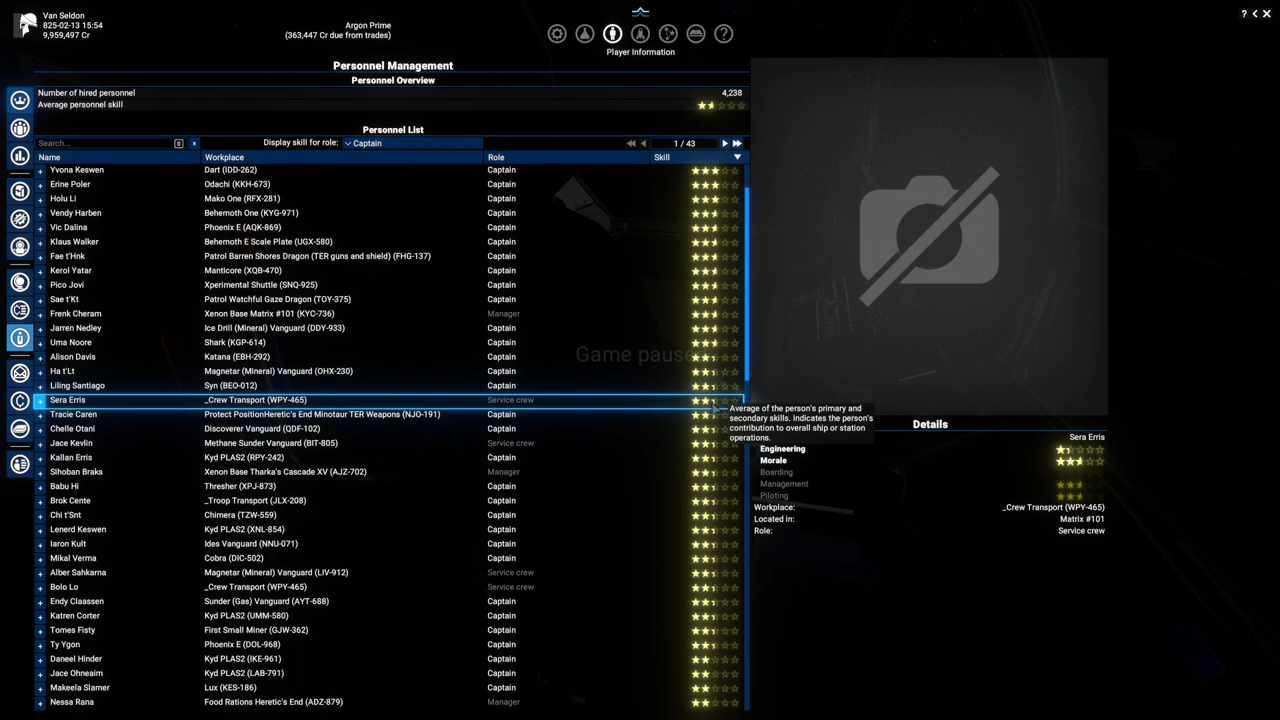 Van Seldon
825-02-13 15:54
9,959,497 Cr
Argon Prime
(363,447 Cr due from trades)
Player Information
? < X
Personnel Management
Personnel Overview
Number of hired personnel 4,238
Average personnel skill
Personnel List
Search... Display skill for role: Captain 1 / 43
Name Workplace Role Skill
Yvona Keswen Dart (IDD-262) Captain
Erine Poler Odachi (KKH-673) Captain
Holu Li Mako One (RFX-281) Captain
Vendy Harben Behemoth One (KYG-971) Captain
Vic Dalina Phoenix E (AQK-869) Captain
Klaus Walker Behemoth E Scale Plate (UGX-580) Captain
Fae t'Hnk Patrol Barren Shores Dragon (TER guns and shield) (FHG-137) Captain
Kerol Yatar Manticore (XQB-470) Captain
Pico Jovi Xperimental Shuttle (SNQ-925) Captain
Sae t'Kt Patrol Watchful Gaze Dragon (TOY-375) Captain
Frenk Cheram Xenon Base Matrix #101 (KYC-736) Manager
Jarren Nedley Ice Drill (Mineral) Vanguard (DDY-933) Captain
Uma Noore Shark (KGP-614) Captain
Alison Davis Katana (EBH-292) Captain
Ha t'Lt Magnetar (Mineral) Vanguard (OHX-230) Captain
Liling Santiago Syn (BEO-012) Captain
Sera Erris _Crew Transport (WPY-465) Service crew
Tracie Caren Protect PositionHeretic's End Minotaur TER Weapons (NJO-191) Captain
Chelle Otani Discoverer Vanguard (QDF-102) Captain
Jace Kevlin Methane Sunder Vanguard (BIT-805) Service crew
Kallan Erris Kyd PLAS2 (RPY-242) Captain
Sihoban Braks Xenon Base Tharka's Cascade XV (AJZ-702) Manager
Babu Hi Thresher (XPJ-873) Captain
Brok Cente _Troop Transport (JLX-208) Captain
Chi t'Snt Chimera (TZW-559) Captain
Lenerd Keswen Kyd PLAS2 (XNL-854) Captain
Iaron Kult Ides Vanguard (NNU-071) Captain
Mikal Verma Cobra (DIC-502) Captain
Alber Sahkarna Magnetar (Mineral) Vanguard (LIV-912) Service crew
Bolo Lo _Crew Transport (WPY-465) Service crew
Endy Claassen Sunder (Gas) Vanguard (AYT-688) Captain
Katren Corter Kyd PLAS2 (UMM-580) Captain
Tomes Fisty First Small Miner (GJW-362) Captain
Ty Ygon Phoenix E (DOL-968) Captain
Daneel Hinder Kyd PLAS2 (IKE-961) Captain
Jace Ohneaim Kyd PLAS2 (LAB-791) Captain
Makeela Slamer Lux (KES-186) Captain
Nessa Rana Food Rations Heretic's End (ADZ-879) Manager
Game pause
Average of the person's primary and
secondary skills. Indicates the person's
contribution to overall ship or station
operations.
Details
Sera Erris
Engineering
Morale
Boarding
Management
Piloting
Workplace: _Crew Transport (WPY-465)
Located in: Matrix #101
Role: Service crew